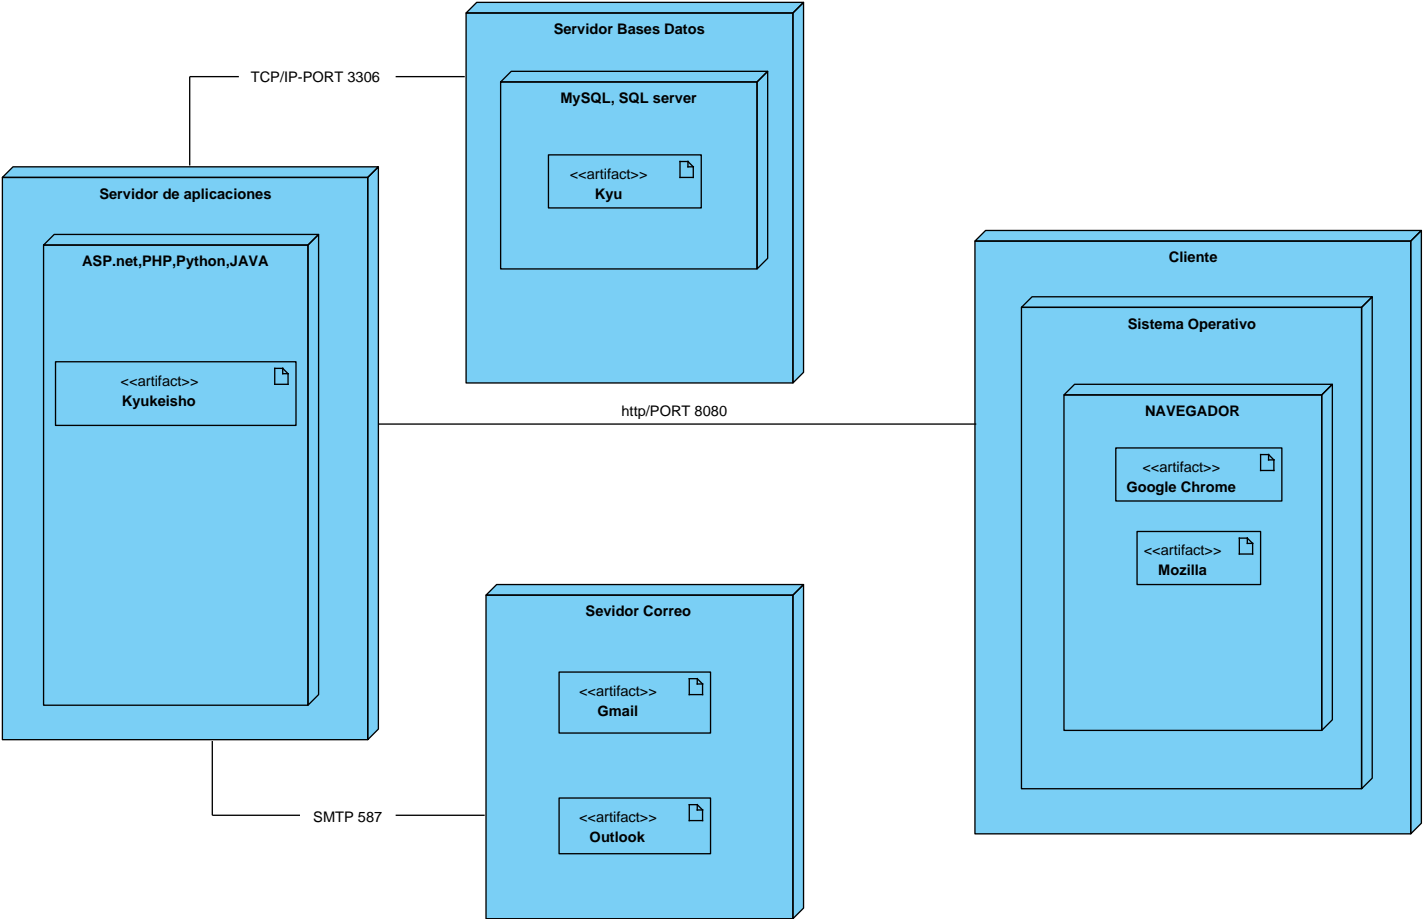 Servidor Bases Datos
TCP/IP-PORT 3306
MySQL, SQL server
<<artifact>>
Kyu
Servidor de aplicaciones
ASP.net,PHP,Python,JAVA
<<artifact>>
Kyukeisho
http/PORT 8080
Cliente
Sistema Operativo
NAVEGADOR
<<artifact>>
Google Chrome
<<artifact>>
Mozilla
Sevidor Correo
<<artifact>>
Gmail
SMTP 587
<<artifact>>
Outlook